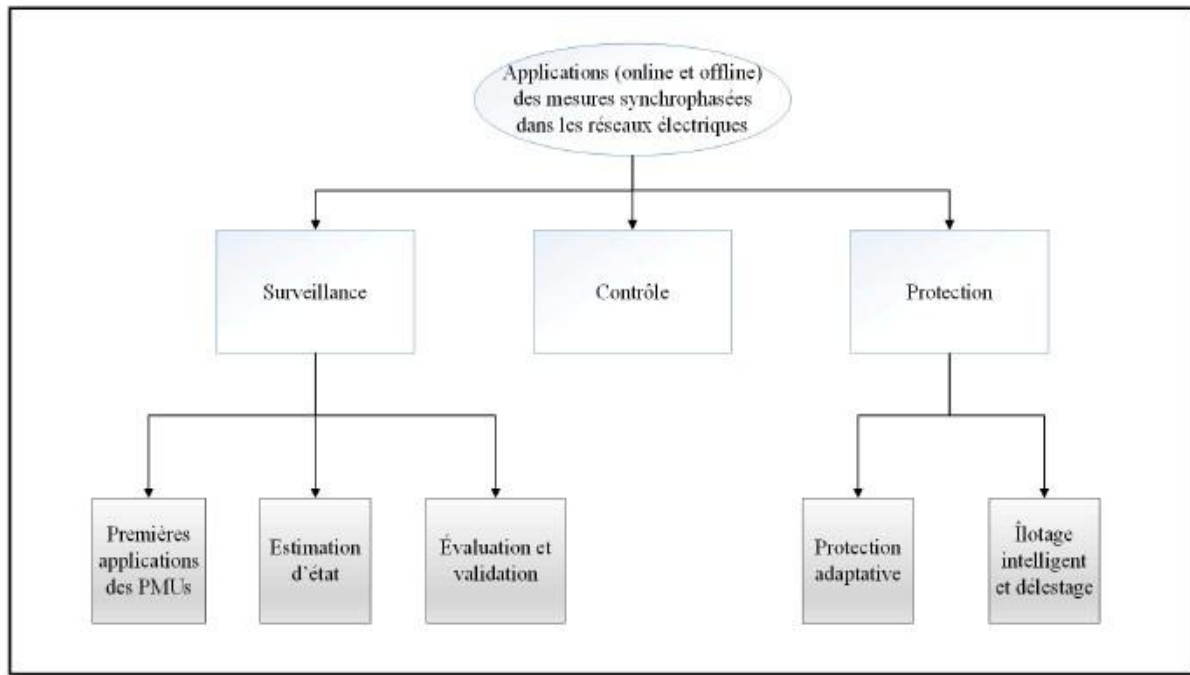 Applications (online et offline)
des mesures synchrophasées
dans les réseaux électriques
Surveillance
Contrôle
Protection
Premières
applications
des PMUs
Estimation
d'état
Évaluation et
validation
Protection
adaptative
Îlotage
intelligent
et délestage